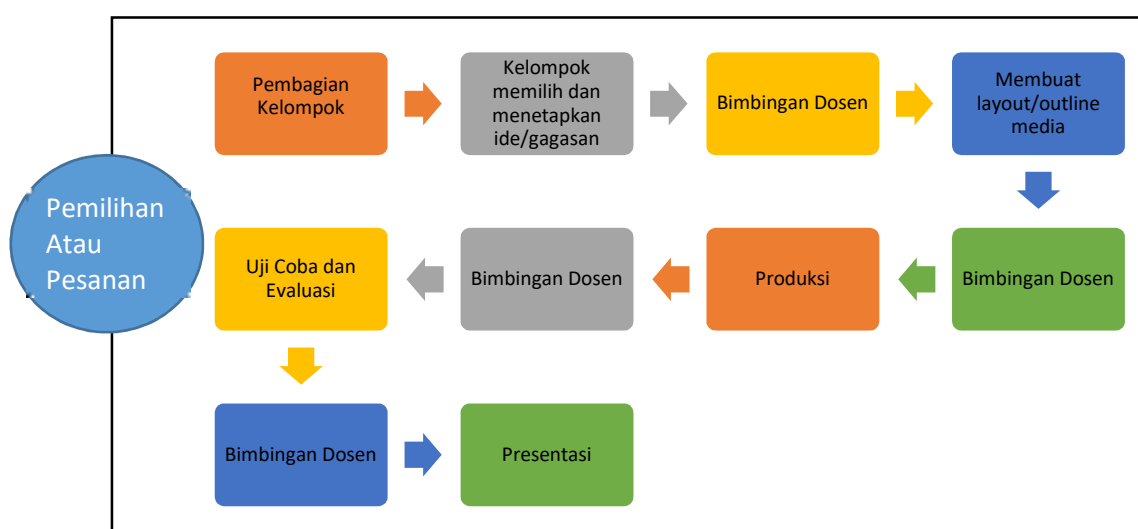 Pembagian
Kelompok
Kelompok
memilih dan
menetapkan
ide/gagasan
Bimbingan Dosen
Membuat
layout/outline
media
Pemilihan
Atau
Pesanan
Bimbingan Dosen
Produksi
Bimbingan Dosen
Uji Coba dan
Evaluasi
Bimbingan Dosen
Presentasi